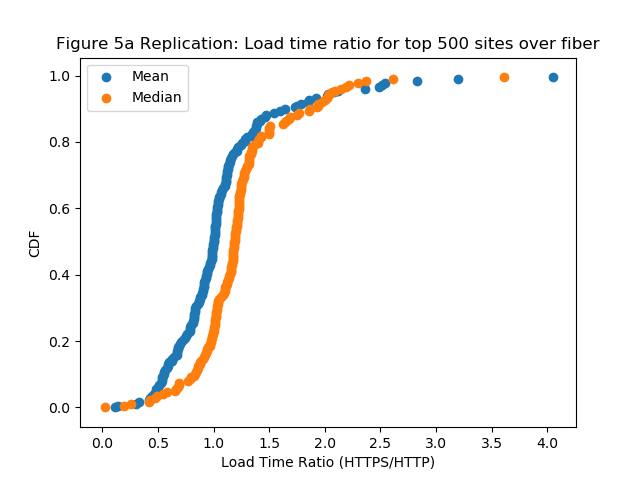 Figure 5a Replication: Load time ratio for top 500 sites over fiber
Mean
Median
1.0
0.8
0.6
0.4
0.2
0.0
CDF
0.0 0.5 1.0 1.5 2.0 2.5 3.0 3.5 4.0
Load Time Ratio (HTTPS/HTTP)